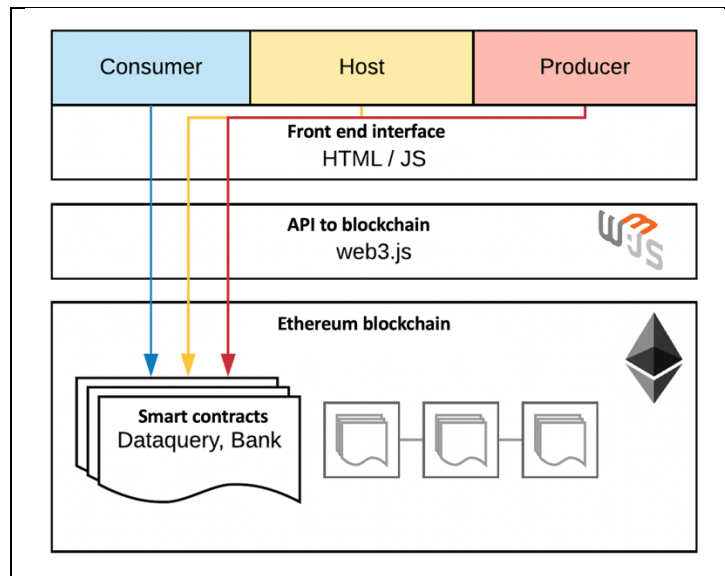 Consumer
Host
Producer
Front end interface
HTML / JS
API to blockchain
web3.js
W3JS
Ethereum blockchain
Smart contracts
Dataquery, Bank